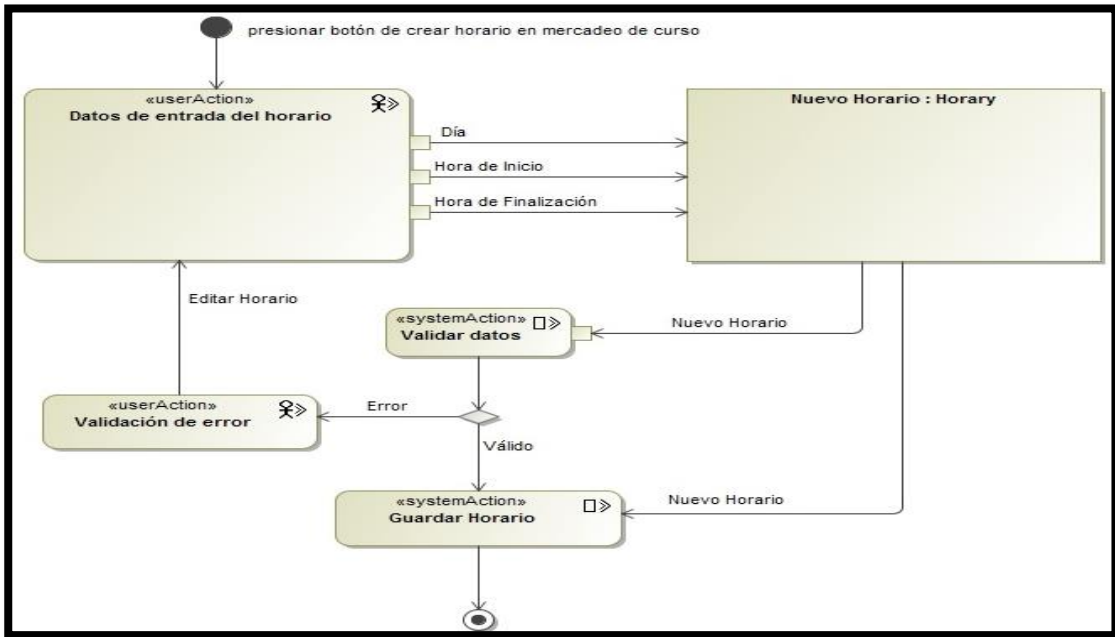 presionar botón de crear horario en mercadeo de curso
«userAction»
Datos de entrada del horario
Nuevo Horario : Horary
Día
Hora de Inicio
Hora de Finalización
Editar Horario
«systemAction»
Validar datos
Nuevo Horario
«userAction»
Validación de error
Error
Válido
«systemAction»
Guardar Horario
Nuevo Horario